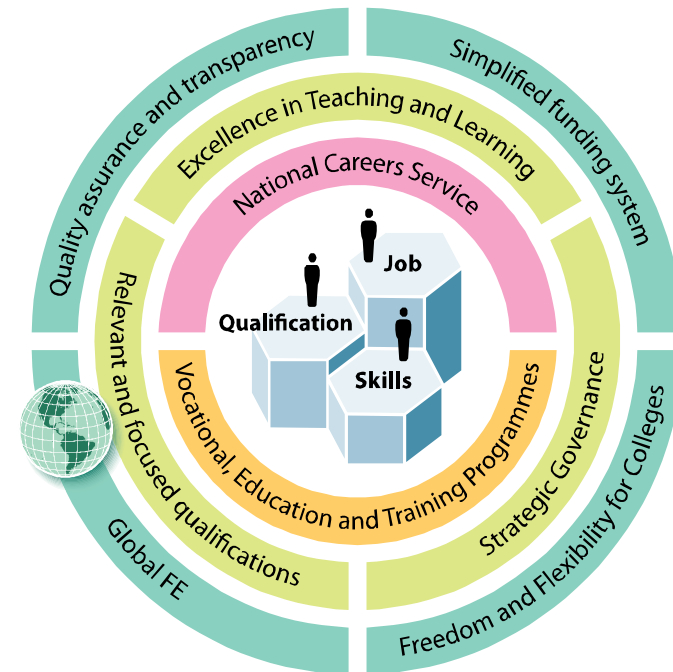 Quality assurance and transparency
Simplified funding system
Excellence in Teaching and Learning
National Careers Service
Job
Qualification
Skills
Relevant and focused qualifications
Vocational, Education and Training Programmes
Strategic Governance
Global FE
Freedom and Flexibility for Colleges